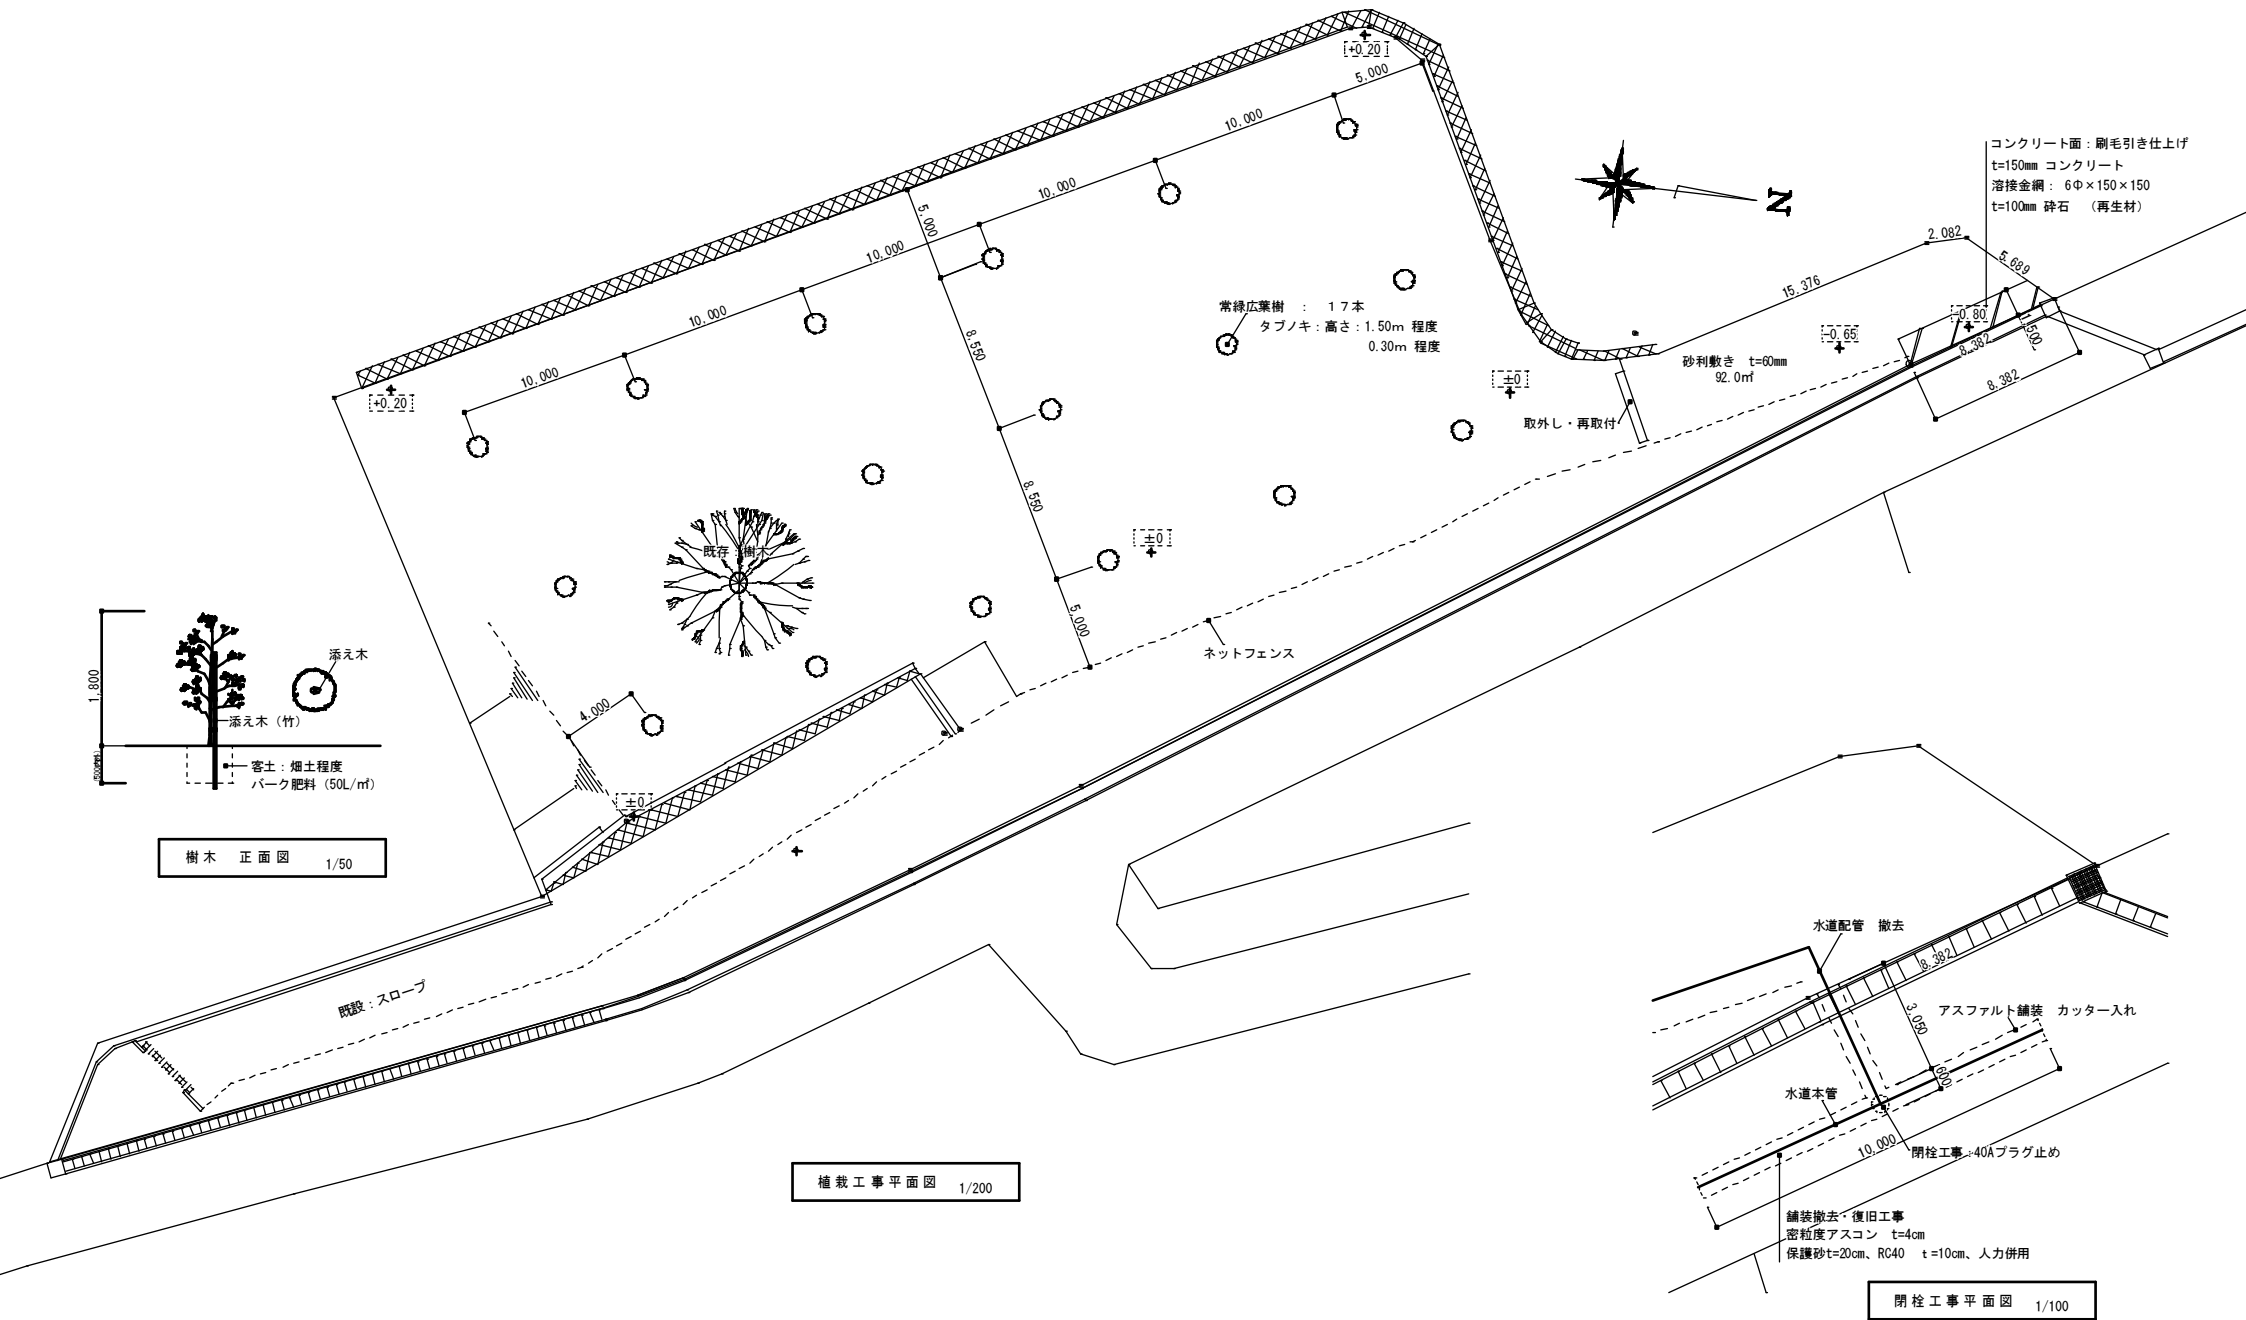 +0.20
5.000
10.000
10.000
10.000
10.000
10.000
5.000
8.550
8.550
5.000
+0.20
N
コンクリート面：刷毛引き仕上げ
t=150mm コンクリート
溶接金網： 6Φ×150×150
t=100mm 砕石 （再生材）
2.082
5.689
15.376
-0.80
1,500
8.382
8.382
-0.65
常緑広葉樹 ： １７本
タブノキ：高さ：1.50m 程度
0.30m 程度
砂利敷き t=60mm
92.0㎡
±0
取外し・再取付
±0
既存：樹木
ネットフェンス
4.000
±0
既設：スロープ
1,800
添え木
添え木（竹）
客土：畑土程度
バーク肥料（50L/㎡）
樹木 正面図 1/50
植栽工事平面図 1/200
水道配管 撤去
8.382
3.050
600
アスファルト舗装 カッター入れ
水道本管
10,000
閉栓工事：40Aプラグ止め
舗装撤去・復旧工事
密粒度アスコン t=4cm
保護砂t=20cm、RC40 t=10cm、人力併用
閉栓工事平面図 1/100